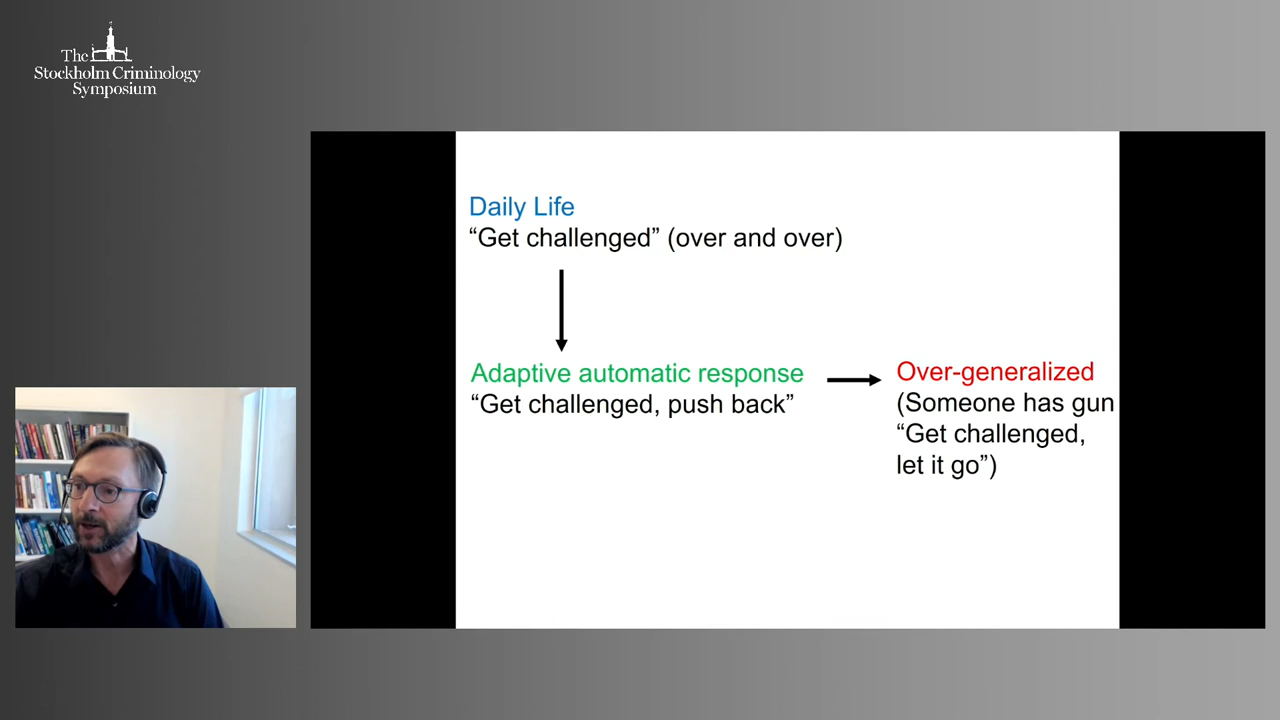 The
Stockholm Criminology
Symposium
Daily Life
“Get challenged” (over and over)
Adaptive automatic response
“Get challenged, push back”
Over-generalized
(Someone has gun
“Get challenged,
let it go”)